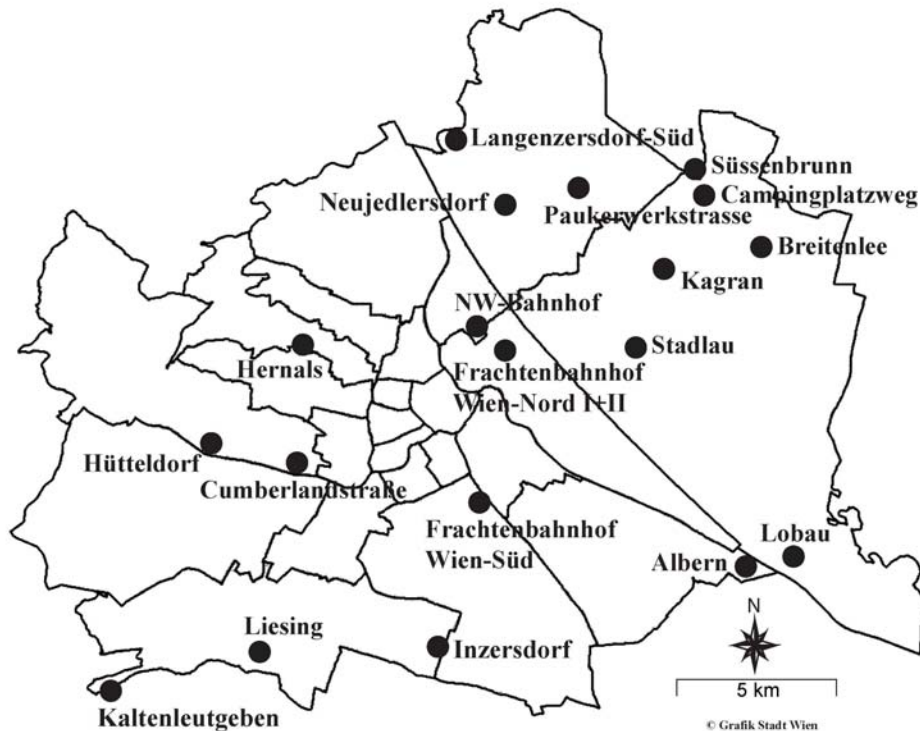 Langenzersdorf-Süd
Süssenbrunn
Neujedlersdorf
Paukerwerkstrasse
Campingplatzweg
Breitenlee
Kagran
NW-Bahnhof
Stadlau
Hernals
Frachtenbahnhof
Wien-Nord I+II
Hütteldorf
Cumberlandstraße
Frachtenbahnhof
Wien-Süd
Lobau
Albern
N
Liesing
Inzersdorf
5 km
Kaltenleutgeben
© Grafik Stadt Wien